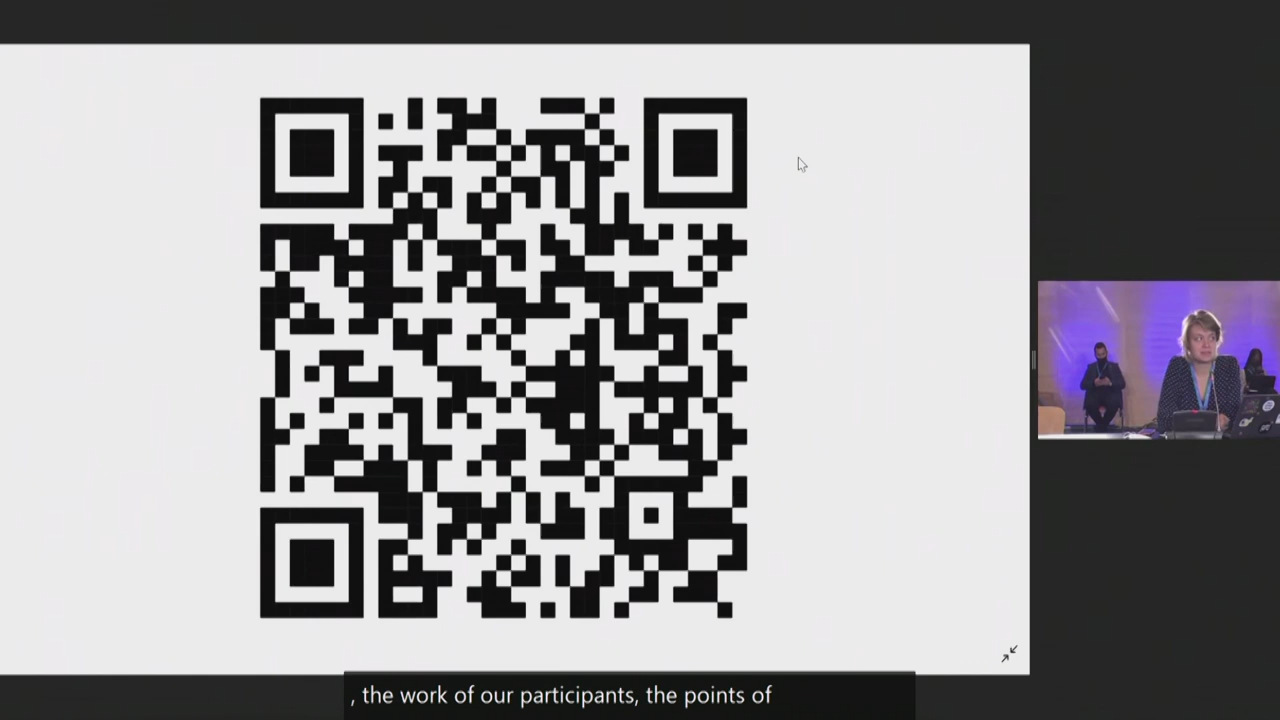 , the work of our participants, the points of